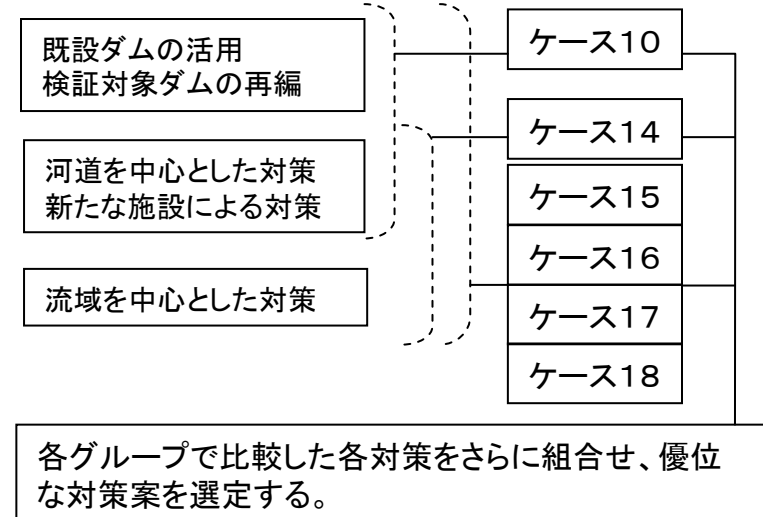 既設ダムの活用
検証対象ダムの再編
河道を中心とした対策
新たな施設による対策
流域を中心とした対策
ケース10
ケース14
ケース15
ケース16
ケース17
ケース18
各グループで比較した各対策をさらに組合せ、優位
な対策案を選定する。